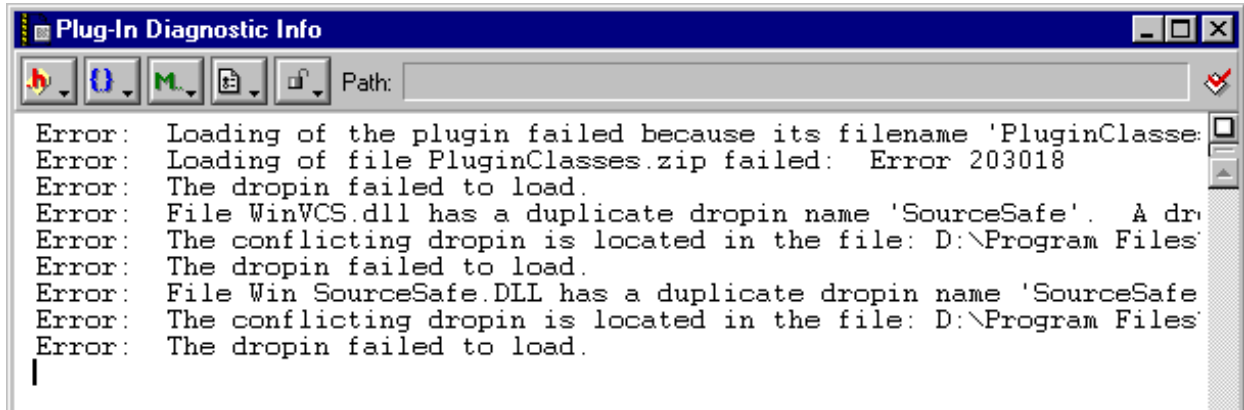 Plug-In Diagnostic Info
Path:
Error: Loading of the plugin failed because its filename 'PluginClasse
Error: Loading of file PluginClasses.zip failed: Error 203018
Error: The dropin failed to load.
Error: File WinVCS.dll has a duplicate dropin name 'SourceSafe'. A dr
Error: The conflicting dropin is located in the file: D:\Program Files
Error: The dropin failed to load.
Error: File Win SourceSafe.DLL has a duplicate dropin name 'SourceSafe
Error: The conflicting dropin is located in the file: D:\Program Files
Error: The dropin failed to load.